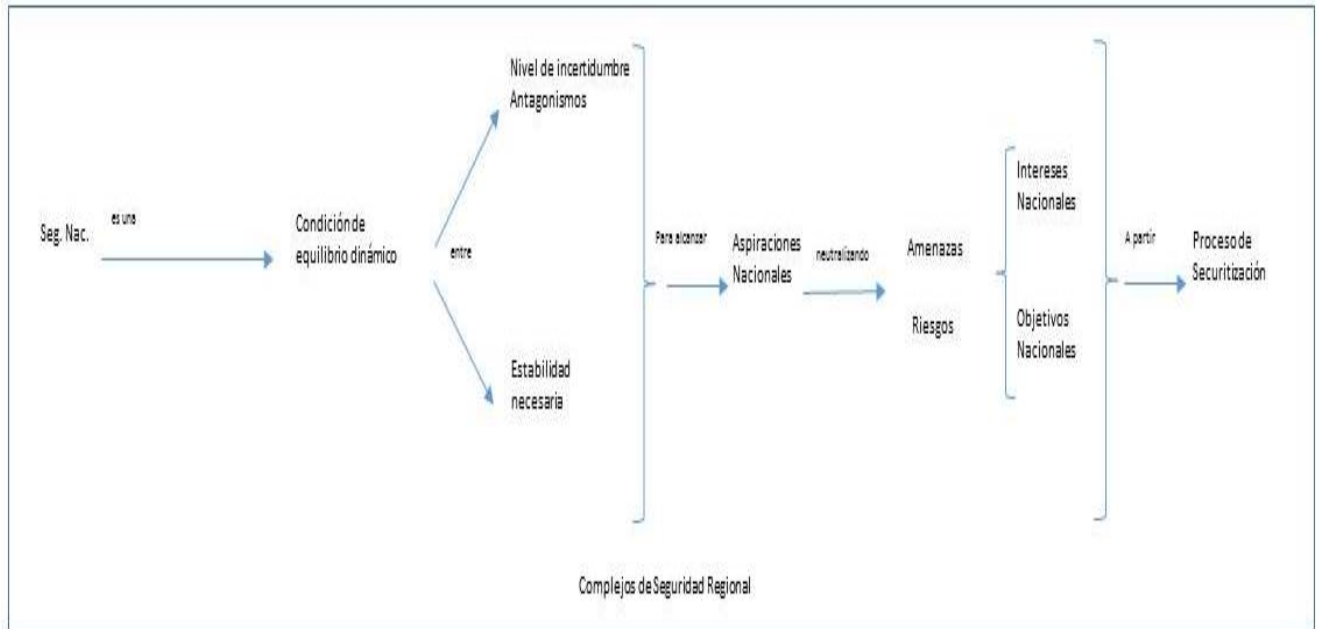 Seg. Nac.
es una
Condición de
equilibrio dinámico
entre
Nivel de incertidumbre
Antagonismos
Estabilidad
necesaria
Para alcanzar
Aspiraciones
Nacionales
neutralizando
Amenazas
Riesgos
Intereses
Nacionales
Objetivos
Nacionales
A partir
Proceso de
Securitización
Complejos de Seguridad Regional